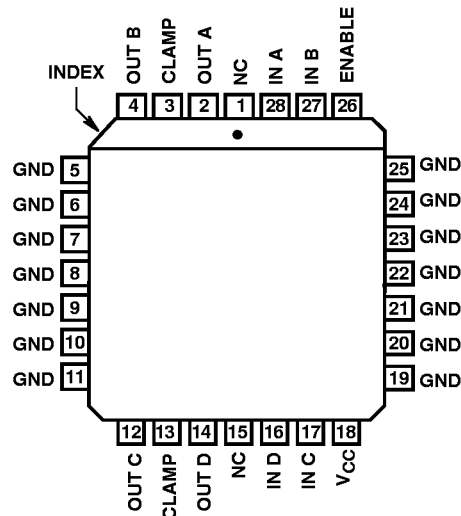 OUT B
CLAMP
OUT A
NC
IN A
IN B
ENABLE
INDEX
4
3
2
1
28
27
26
GND 5
25 GND
GND 6
24 GND
GND 7
23 GND
GND 8
22 GND
GND 9
21 GND
GND 10
20 GND
GND 11
19 GND
12
13
14
15
16
17
18
OUT C
CLAMP
OUT D
NC
IN D
IN C
VCC